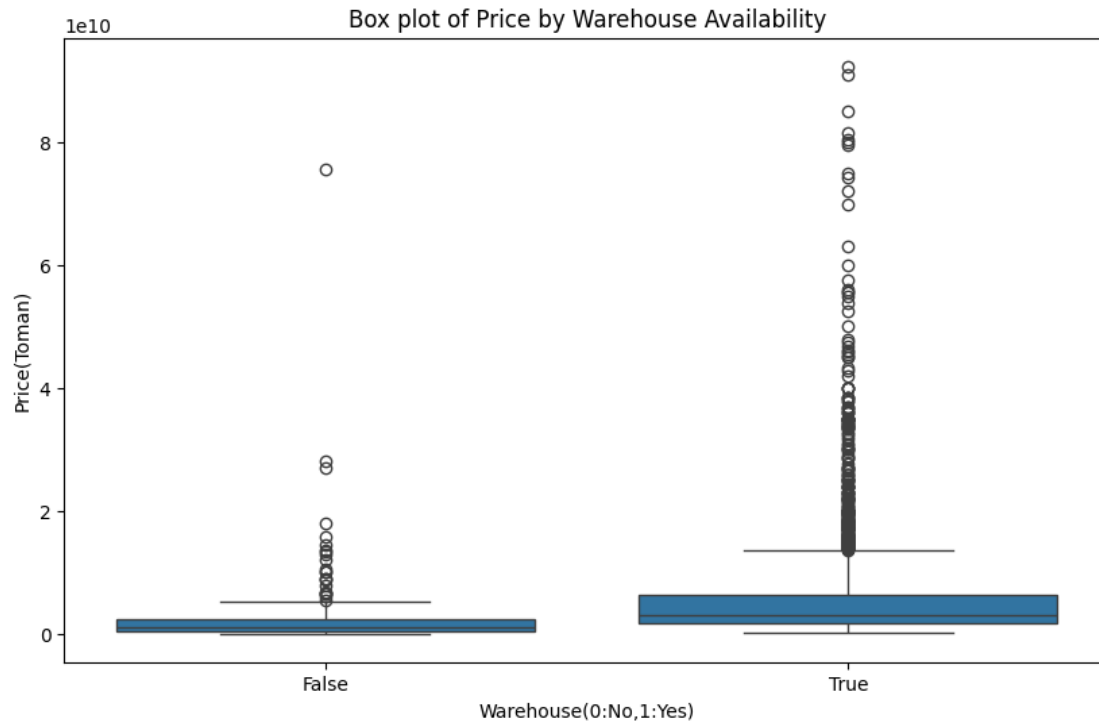 Box plot of Price by Warehouse Availability
1e10
8
6
4
2
0
Price(Toman)
False
True
Warehouse(0:No,1:Yes)